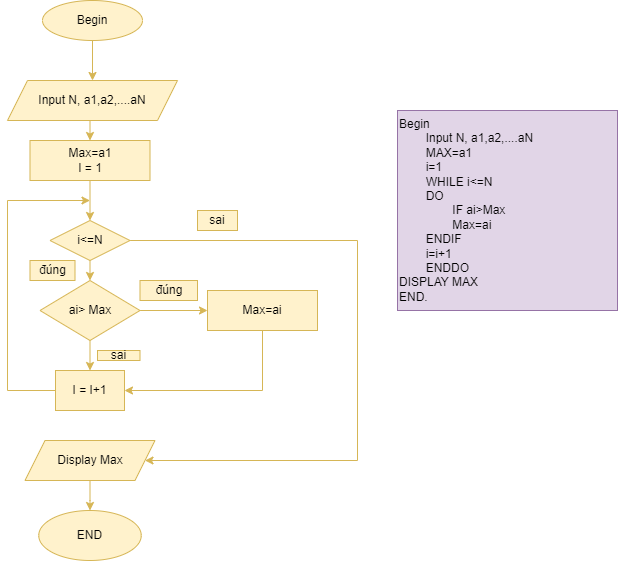 Begin
Input N, a1,a2,....aN
Max=a1
I = 1
sai
i<=N
đúng
đúng
ai> Max
Max=ai
sai
I = I+1
Display Max
END
Begin
Input N, a1,a2,....aN
MAX=a1
i=1
WHILE i<=N
DO
IF ai>Max
Max=ai
ENDIF
i=i+1
ENDDO
DISPLAY MAX
END.